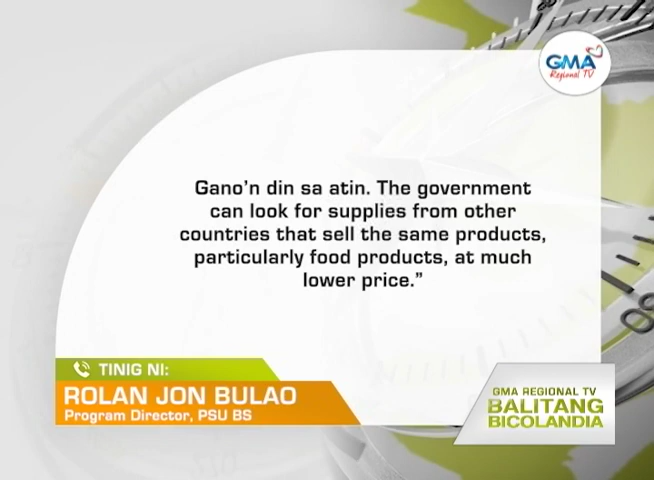 GMA
Regional TV
Gano'n din sa atin. The government
can look for supplies from other
countries that sell the same products,
particularly food products, at much
lower price.”
TINIG NI:
ROLAN JON BULAO
Program Director, PSU BS
GMA REGIONAL TV
BALITANG
BICOLANDIA